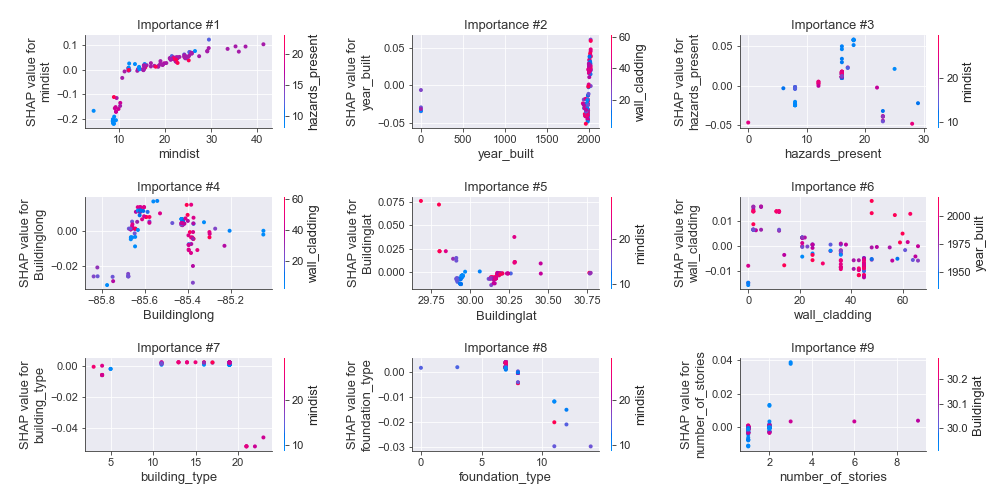 Importance #1
SHAP value for
mindist
0.1
0.0
−0.1
−0.2
10
20
30
40
mindist
20
10
hazards_present
Importance #2
SHAP value for
year_built
0.05
0.00
−0.05
0
500
1000
1500
2000
year_built
60
40
20
wall_cladding
Importance #3
SHAP value for
hazards_present
0.05
0.00
−0.05
0
10
20
30
hazards_present
20
10
mindist
Importance #4
SHAP value for
Buildinglong
0.00
−0.02
−85.8
−85.6
−85.4
−85.2
Buildinglong
60
40
20
wall_cladding
Importance #5
SHAP value for
Buildinglat
0.075
0.050
0.025
0.000
29.75
30.00
30.25
30.50
30.75
Buildinglat
20
10
mindist
Importance #6
SHAP value for
wall_cladding
0.01
0.00
−0.01
0
20
40
60
wall_cladding
2000
1975
1950
year_built
Importance #7
SHAP value for
building_type
0.00
−0.02
−0.04
5
10
15
20
building_type
20
10
mindist
Importance #8
SHAP value for
foundation_type
0.00
−0.01
−0.02
−0.03
0
5
10
foundation_type
20
10
mindist
Importance #9
SHAP value for
number_of_stories
0.04
0.02
0.00
2
4
6
8
number_of_stories
30.2
30.1
30.0
Buildinglat